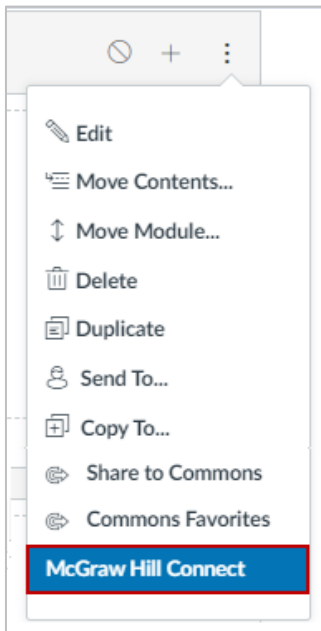 Edit
Move Contents...
Move Module...
Delete
Duplicate
Send To...
Copy To...
Share to Commons
Commons Favorites
McGraw Hill Connect